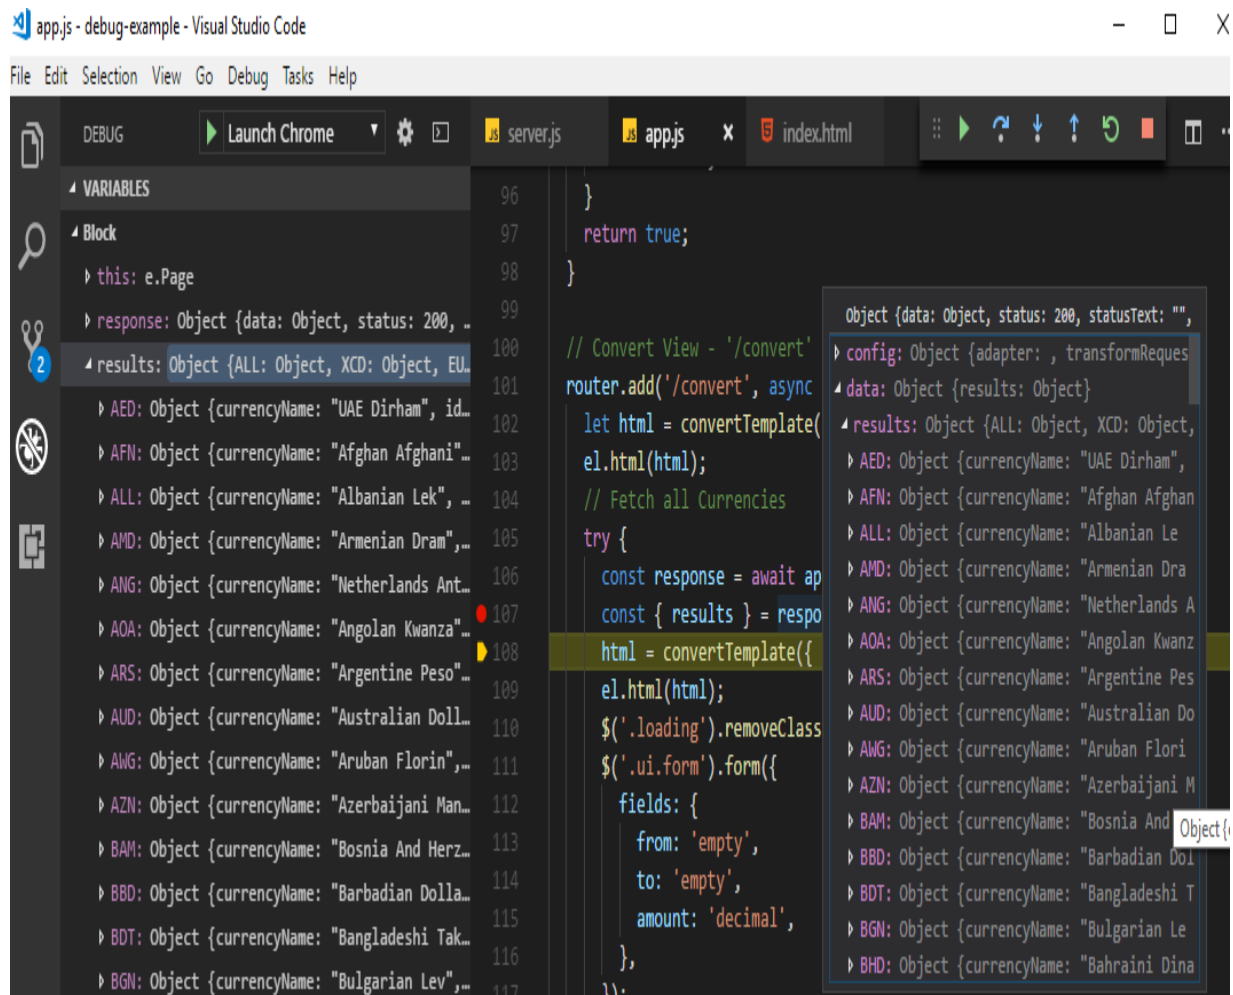 app.js - debug-example - Visual Studio Code
File Edit Selection View Go Debug Tasks Help
DEBUG
Launch Chrome
server.js
app.js
index.html
VARIABLES
Block
this: e.Page
response: Object {data: Object, status: 200, …
results: Object {ALL: Object, XCD: Object, EU…
AED: Object {currencyName: "UAE Dirham", id…
AFN: Object {currencyName: "Afghan Afghani"…
ALL: Object {currencyName: "Albanian Lek", …
AMD: Object {currencyName: "Armenian Dram",…
ANG: Object {currencyName: "Netherlands Ant…
AOA: Object {currencyName: "Angolan Kwanza"…
ARS: Object {currencyName: "Argentine Peso"…
AUD: Object {currencyName: "Australian Doll…
AWG: Object {currencyName: "Aruban Florin",…
AZN: Object {currencyName: "Azerbaijani Man…
BAM: Object {currencyName: "Bosnia And Herz…
BBD: Object {currencyName: "Barbadian Dolla…
BDT: Object {currencyName: "Bangladeshi Tak…
BGN: Object {currencyName: "Bulgarian Lev",…
2
96 }
97 return true;
98 }
99
100 // Convert View - '/convert'
101 router.add('/convert', async
102 let html = convertTemplate(
103 el.html(html);
104 // Fetch all Currencies
105 try {
106 const response = await ap
107 const { results } = respo
108 html = convertTemplate({
109 el.html(html);
110 $('.loading').removeClass
111 $('.ui.form').form({
112 fields: {
113 from: 'empty',
114 to: 'empty',
115 amount: 'decimal',
116 },
117 });
Object {data: Object, status: 200, statusText: "",
config: Object {adapter: , transformReques
data: Object {results: Object}
results: Object {ALL: Object, XCD: Object,
AED: Object {currencyName: "UAE Dirham",
AFN: Object {currencyName: "Afghan Afghan
ALL: Object {currencyName: "Albanian Le
AMD: Object {currencyName: "Armenian Dra
ANG: Object {currencyName: "Netherlands A
AOA: Object {currencyName: "Angolan Kwanz
ARS: Object {currencyName: "Argentine Pes
AUD: Object {currencyName: "Australian Do
AWG: Object {currencyName: "Aruban Flori
AZN: Object {currencyName: "Azerbaijani M
BAM: Object {currencyName: "Bosnia And
BBD: Object {currencyName: "Barbadian Dol
BDT: Object {currencyName: "Bangladeshi T
BGN: Object {currencyName: "Bulgarian Le
BHD: Object {currencyName: "Bahraini Dina
Object {